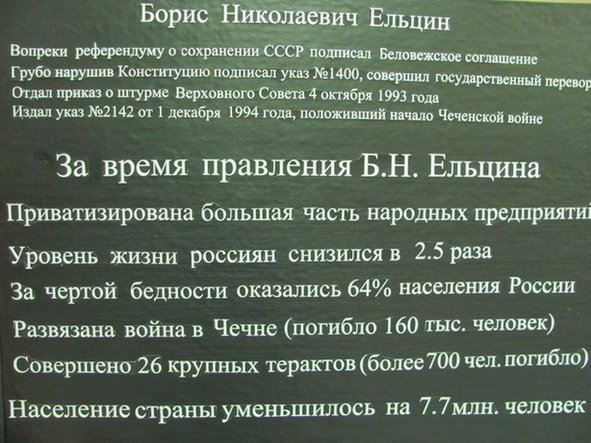 Борис Николаевич Ельцин
Вопреки референдуму о сохранении СССР подписал Беловежское соглашение
Грубо нарушив Конституцию подписал указ №1400, совершил государственный перевор
Отдал приказ о штурме Верховного Совета 4 октября 1993 года
Издал указ №2142 от 1 декабря 1994 года, положивший начало Чеченской войне
За время правления Б.Н. Ельцина
Приватизирована большая часть народных предприятий
Уровень жизни россиян снизился в 2.5 раза
За чертой бедности оказались 64% населения России
Развязана война в Чечне (погибло 160 тыс. человек)
Совершено 26 крупных терактов (более 700 чел. погибло)
Население страны уменьшилось на 7.7 млн. человек